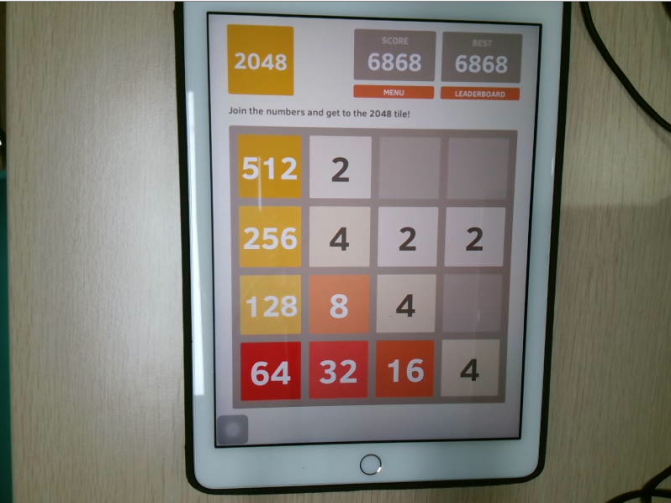 2048
SCORE
6868
BEST
6868
MENU
LEADERBOARD
Join the numbers and get to the 2048 tile!
512 2
256 4 2 2
128 8 4
64 32 16 4